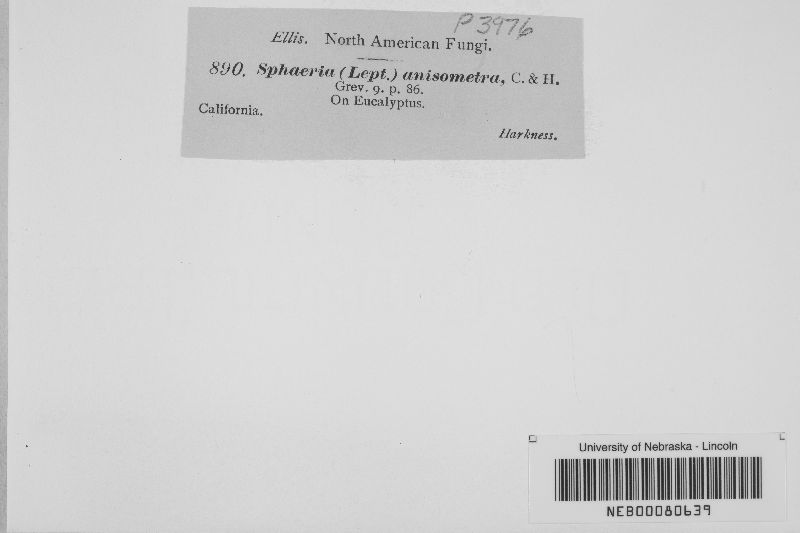 P 3976
Ellis. North American Fungi.
890. Sphaeria (Lept.) anisometra, C. & H.
Grev. 9. p. 86.
On Eucalyptus.
California.
Harkness.
University of Nebraska - Lincoln
NEB00080639